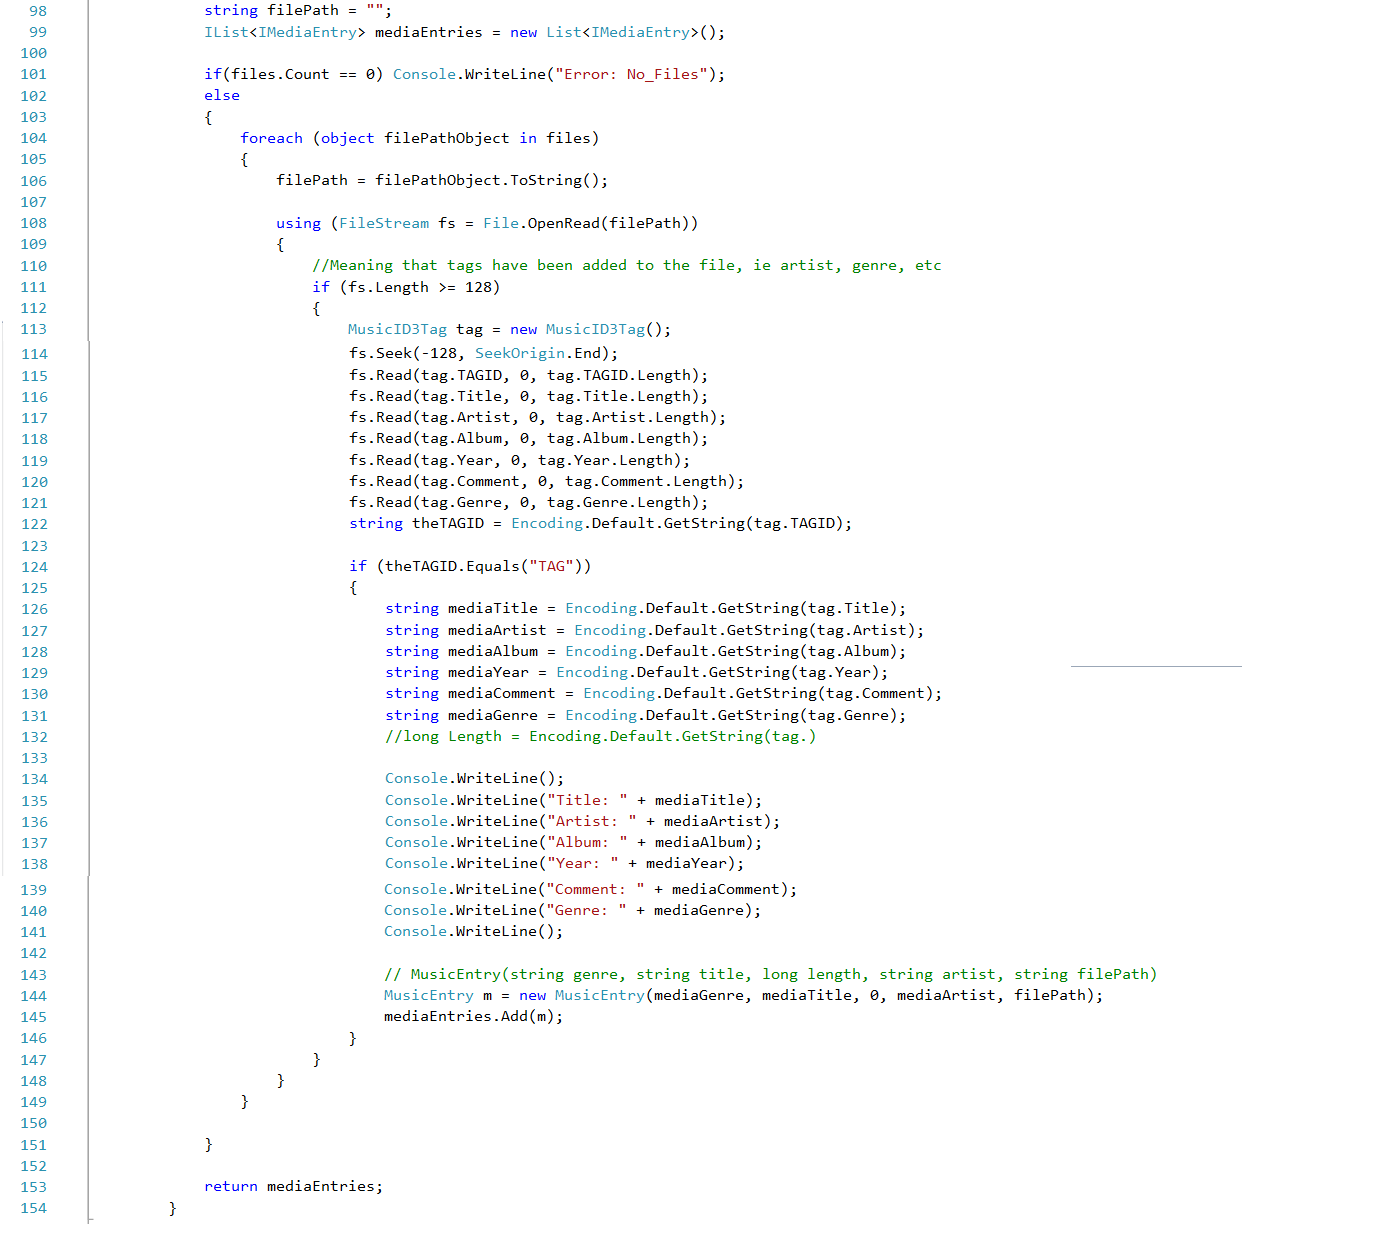 98 string filePath = "";
99 IList<IMediaEntry> mediaEntries = new List<IMediaEntry>();
100
101 if(files.Count == 0) Console.WriteLine("Error: No_Files");
102 else
103 {
104 foreach (object filePathObject in files)
105 {
106 filePath = filePathObject.ToString();
107
108 using (FileStream fs = File.OpenRead(filePath))
109 {
110 //Meaning that tags have been added to the file, ie artist, genre, etc
111 if (fs.Length >= 128)
112 {
113 MusicID3Tag tag = new MusicID3Tag();
114 fs.Seek(-128, SeekOrigin.End);
115 fs.Read(tag.TAGID, 0, tag.TAGID.Length);
116 fs.Read(tag.Title, 0, tag.Title.Length);
117 fs.Read(tag.Artist, 0, tag.Artist.Length);
118 fs.Read(tag.Album, 0, tag.Album.Length);
119 fs.Read(tag.Year, 0, tag.Year.Length);
120 fs.Read(tag.Comment, 0, tag.Comment.Length);
121 fs.Read(tag.Genre, 0, tag.Genre.Length);
122 string theTAGID = Encoding.Default.GetString(tag.TAGID);
123
124 if (theTAGID.Equals("TAG"))
125 {
126 string mediaTitle = Encoding.Default.GetString(tag.Title);
127 string mediaArtist = Encoding.Default.GetString(tag.Artist);
128 string mediaAlbum = Encoding.Default.GetString(tag.Album);
129 string mediaYear = Encoding.Default.GetString(tag.Year);
130 string mediaComment = Encoding.Default.GetString(tag.Comment);
131 string mediaGenre = Encoding.Default.GetString(tag.Genre);
132 //long Length = Encoding.Default.GetString(tag.)
133
134 Console.WriteLine();
135 Console.WriteLine("Title: " + mediaTitle);
136 Console.WriteLine("Artist: " + mediaArtist);
137 Console.WriteLine("Album: " + mediaAlbum);
138 Console.WriteLine("Year: " + mediaYear);
139 Console.WriteLine("Comment: " + mediaComment);
140 Console.WriteLine("Genre: " + mediaGenre);
141 Console.WriteLine();
142
143 // MusicEntry(string genre, string title, long length, string artist, string filePath)
144 MusicEntry m = new MusicEntry(mediaGenre, mediaTitle, 0, mediaArtist, filePath);
145 mediaEntries.Add(m);
146 }
147 }
148 }
149 }
150
151 }
152
153 return mediaEntries;
154 }